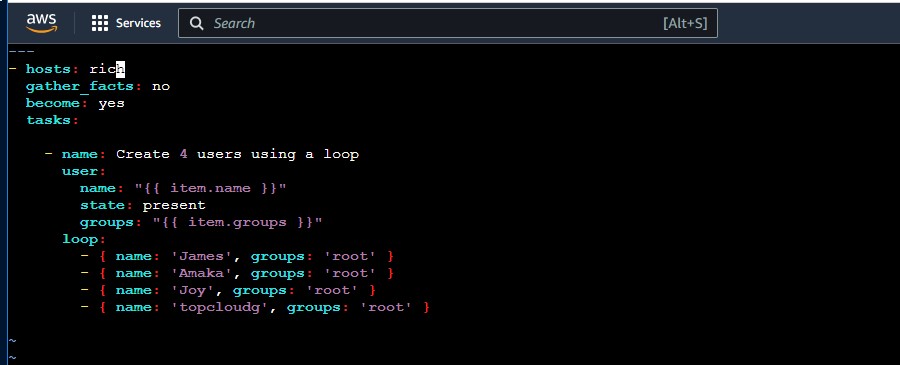 aws Services Search [Alt+S]
---
- hosts: rich
  gather_facts: no
  become: yes
  tasks:

    - name: Create 4 users using a loop
      user:
        name: "{{ item.name }}"
        state: present
        groups: "{{ item.groups }}"
      loop:
        - { name: 'James', groups: 'root' }
        - { name: 'Amaka', groups: 'root' }
        - { name: 'Joy', groups: 'root' }
        - { name: 'topcloudg', groups: 'root' }

~
~